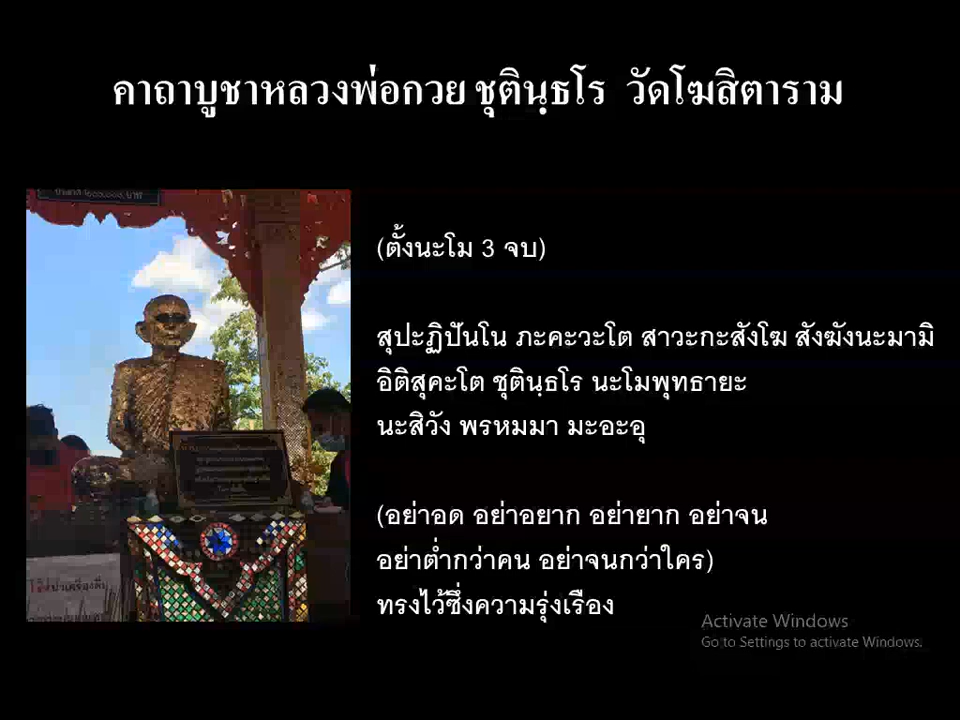 คาถาบูชาหลวงพ่อกวย ชุตินฺธโร วัดโฆสิตาราม
(ตั้งนะโม 3 จบ)
สุปะฏิปันโน ภะคะวะโต สาวะกะสังโฆ สังฆังนะมามิ
อิติสุคะโต ชุตินฺธโร นะโมพุทธายะ
นะสิวัง พรหมมา มะอะอุ
(อย่าอด อย่าอยาก อย่ายาก อย่าจน
อย่าต่ำกว่าคน อย่าจนกว่าใคร)
ทรงไว้ซึ่งความรุ่งเรือง
Activate Windows
Go to Settings to activate Windows.